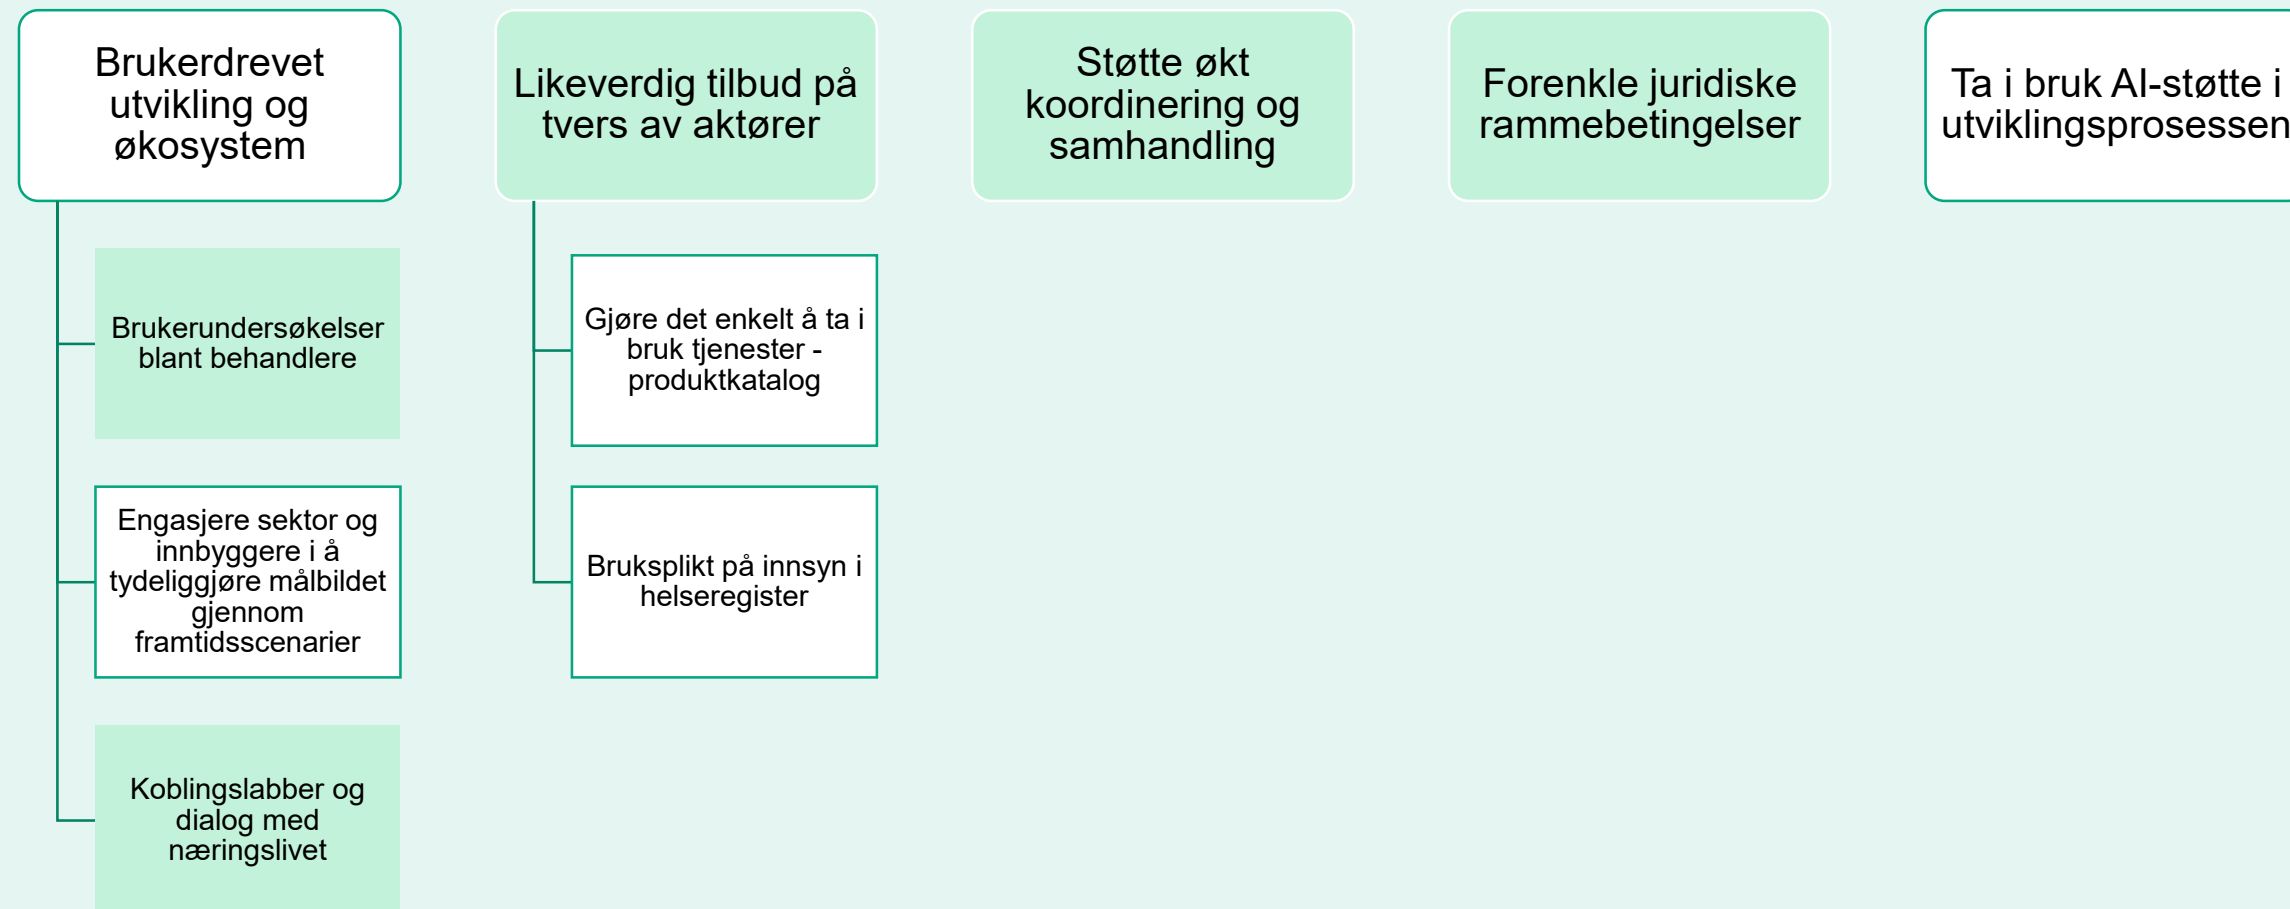 Brukerdrevet
utvikling og
økosystem
Likeverdig tilbud på
tvers av aktører
Støtte økt
koordinering og
samhandling
Forenkle juridiske
rammebetingelser
Ta i bruk AI-støtte i
utviklingsprosessen
Brukerundersøkelser
blant behandlere
Engasjere sektor og
innbyggere i å
tydeliggjøre målbildet
gjennom
framtidsscenarier
Koblingslabber og
dialog med
næringslivet
Gjøre det enkelt å ta i
bruk tjenester -
produktkatalog
Bruksplikt på innsyn i
helseregister